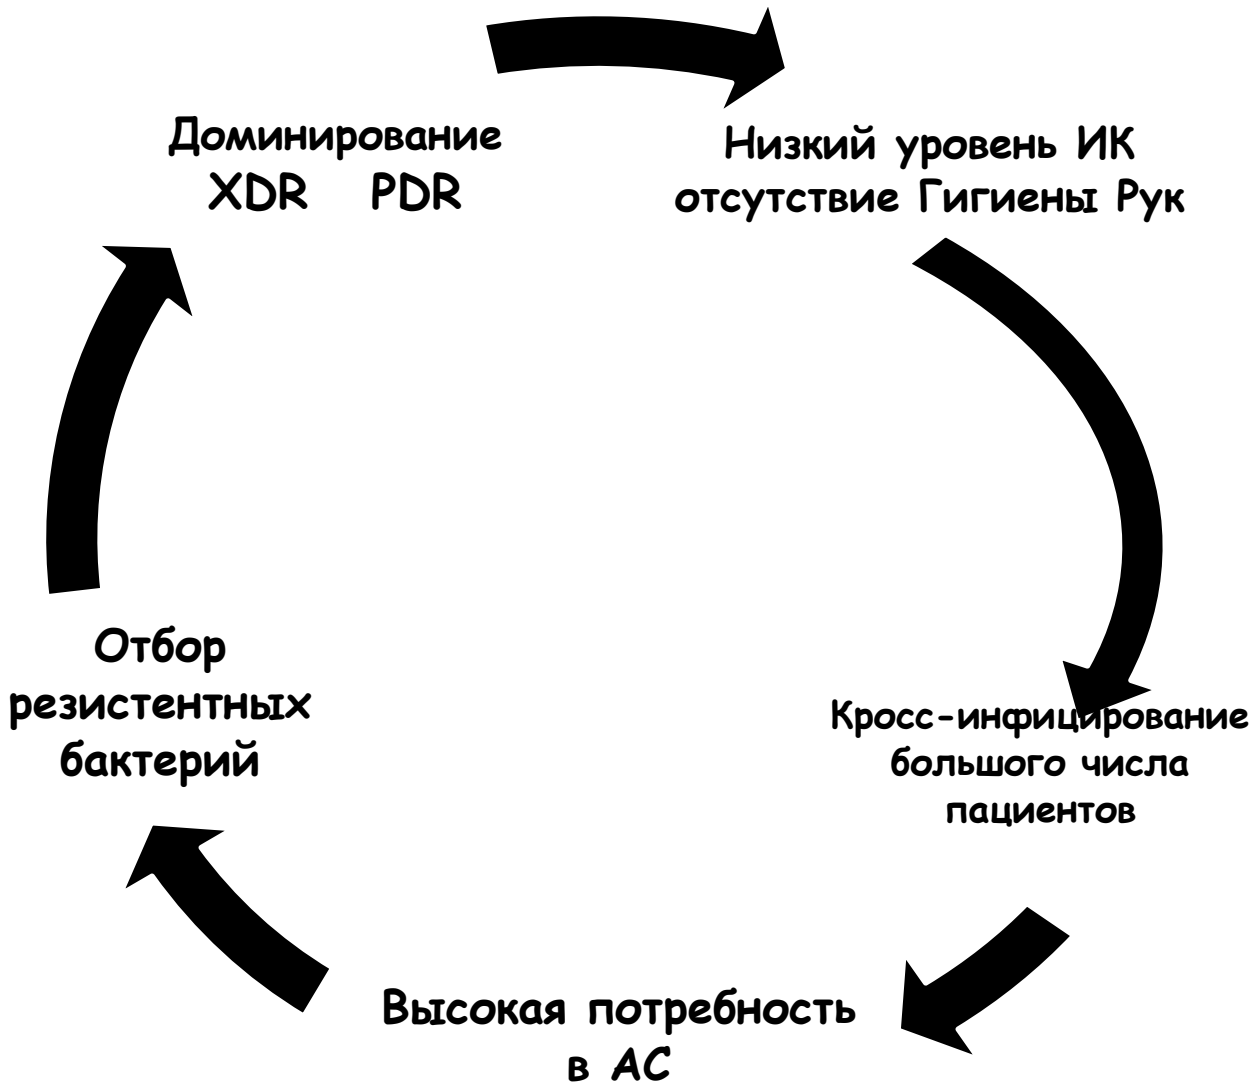 Доминирование
XDR PDR
Низкий уровень ИК
отсутствие Гигиены Рук
Кросс-инфицирование
большого числа
пациентов
Высокая потребность
в АС
Отбор
резистентных
бактерий